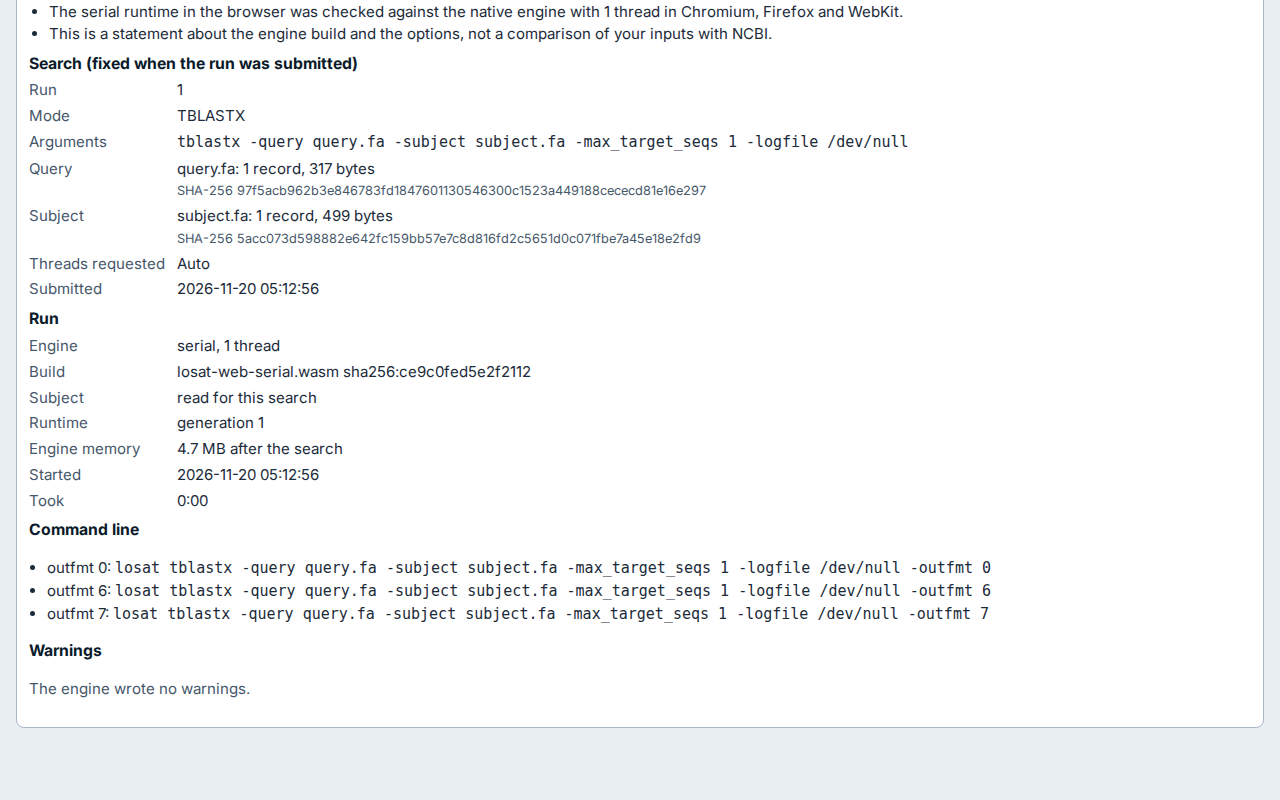 • The serial runtime in the browser was checked against the native engine with 1 thread in Chromium, Firefox and WebKit.
• This is a statement about the engine build and the options, not a comparison of your inputs with NCBI.
Search (fixed when the run was submitted)
Run 1
Mode TBLASTX
Arguments tblastx -query query.fa -subject subject.fa -max_target_seqs 1 -logfile /dev/null
Query query.fa: 1 record, 317 bytes
SHA-256 97f5acb962b3e846783fd1847601130546300c1523a449188cececd81e16e297
Subject subject.fa: 1 record, 499 bytes
SHA-256 5acc073d598882e642fc159bb57e7c8d816fd2c5651d0c071fbe7a45e18e2fd9
Threads requested Auto
Submitted 2026-11-20 05:12:56
Run
Engine serial, 1 thread
Build losat-web-serial.wasm sha256:ce9c0fed5e2f2112
Subject read for this search
Runtime generation 1
Engine memory 4.7 MB after the search
Started 2026-11-20 05:12:56
Took 0:00
Command line
• outfmt 0: losat tblastx -query query.fa -subject subject.fa -max_target_seqs 1 -logfile /dev/null -outfmt 0
• outfmt 6: losat tblastx -query query.fa -subject subject.fa -max_target_seqs 1 -logfile /dev/null -outfmt 6
• outfmt 7: losat tblastx -query query.fa -subject subject.fa -max_target_seqs 1 -logfile /dev/null -outfmt 7
Warnings
The engine wrote no warnings.